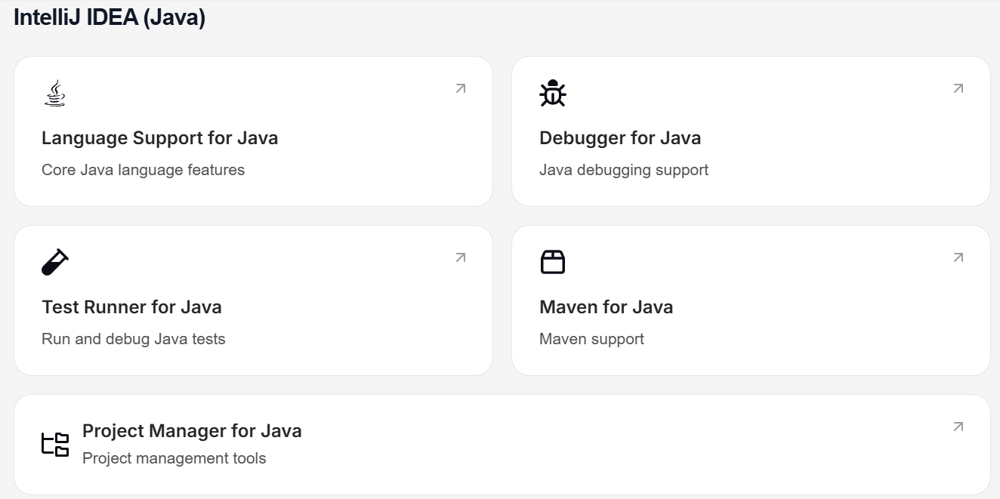 IntelliJ IDEA (Java)
Language Support for Java
Core Java language features
Debugger for Java
Java debugging support
Test Runner for Java
Run and debug Java tests
Maven for Java
Maven support
Project Manager for Java
Project management tools